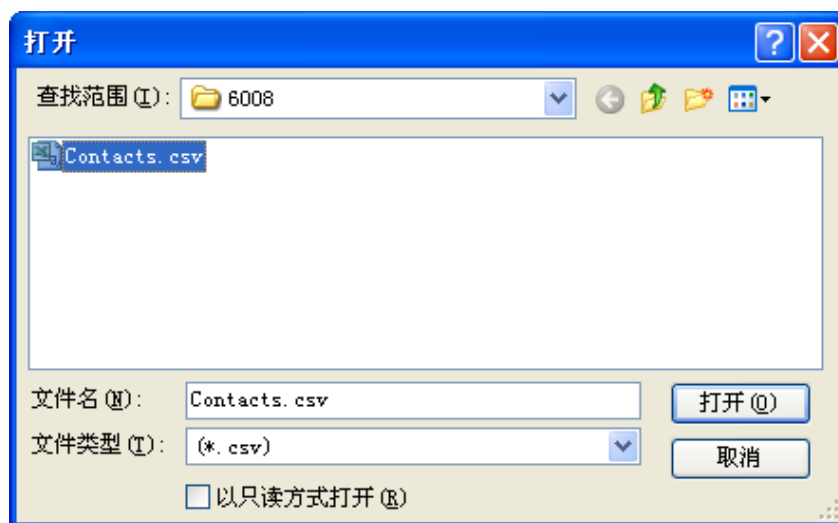 打开
查找范围(I): 6008
Contacts.csv
文件名(N): Contacts.csv 打开(O)
文件类型(T): (*.csv) 取消
以只读方式打开(R)